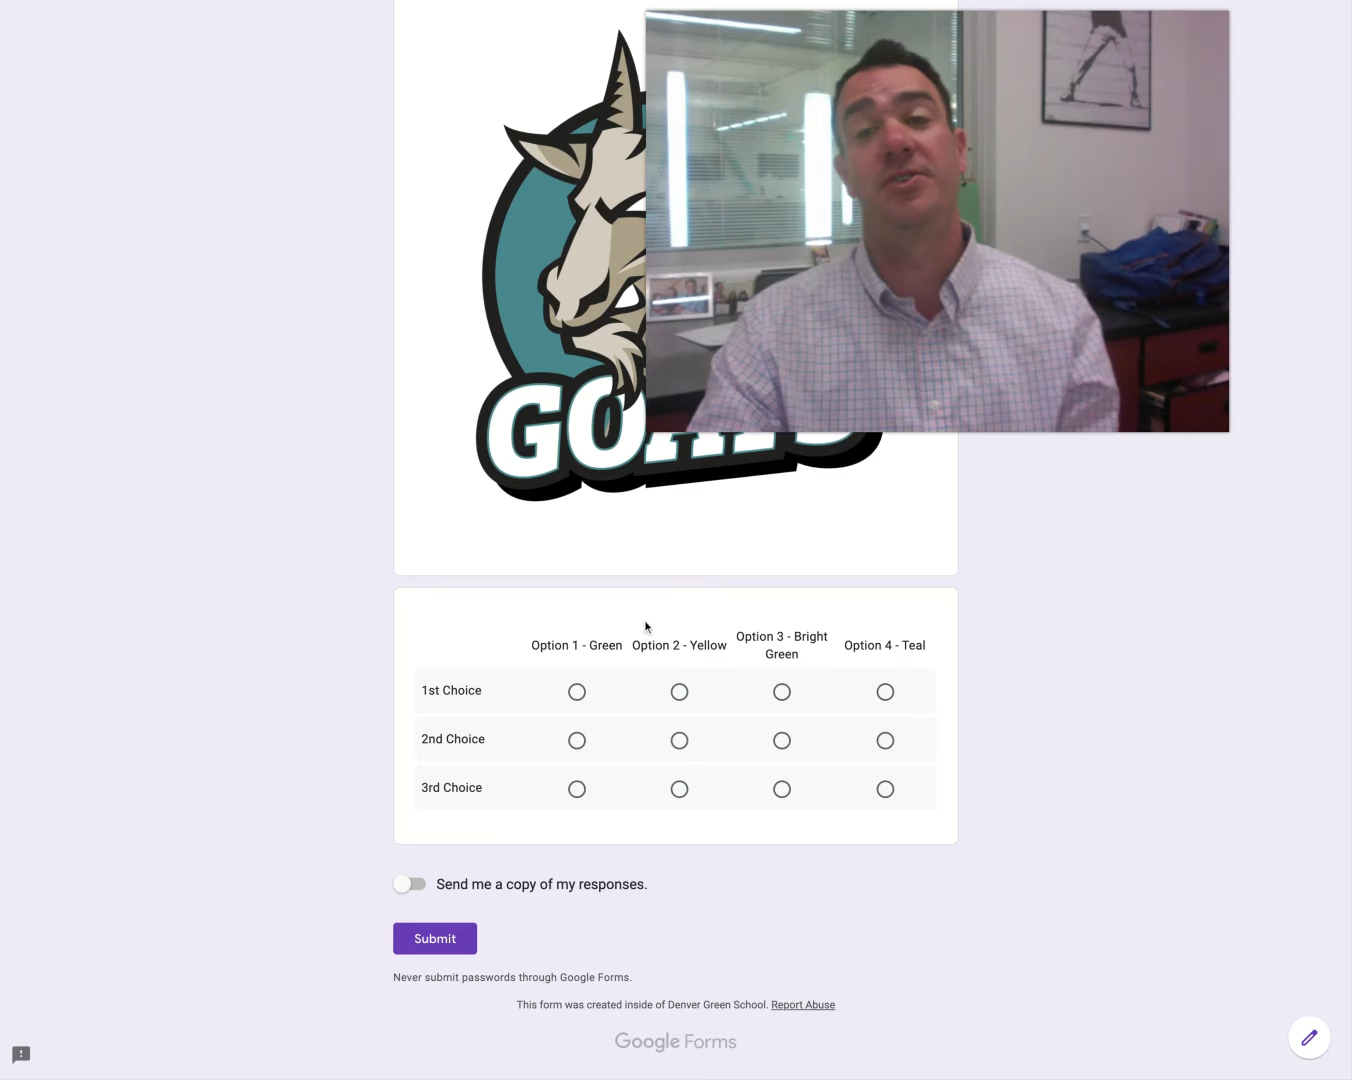 GOATS
Option 1 - Green
Option 2 - Yellow
Option 3 - Bright
Green
Option 4 - Teal
1st Choice
2nd Choice
3rd Choice
Send me a copy of my responses.
Submit
Never submit passwords through Google Forms.
This form was created inside of Denver Green School. Report Abuse
Google Forms